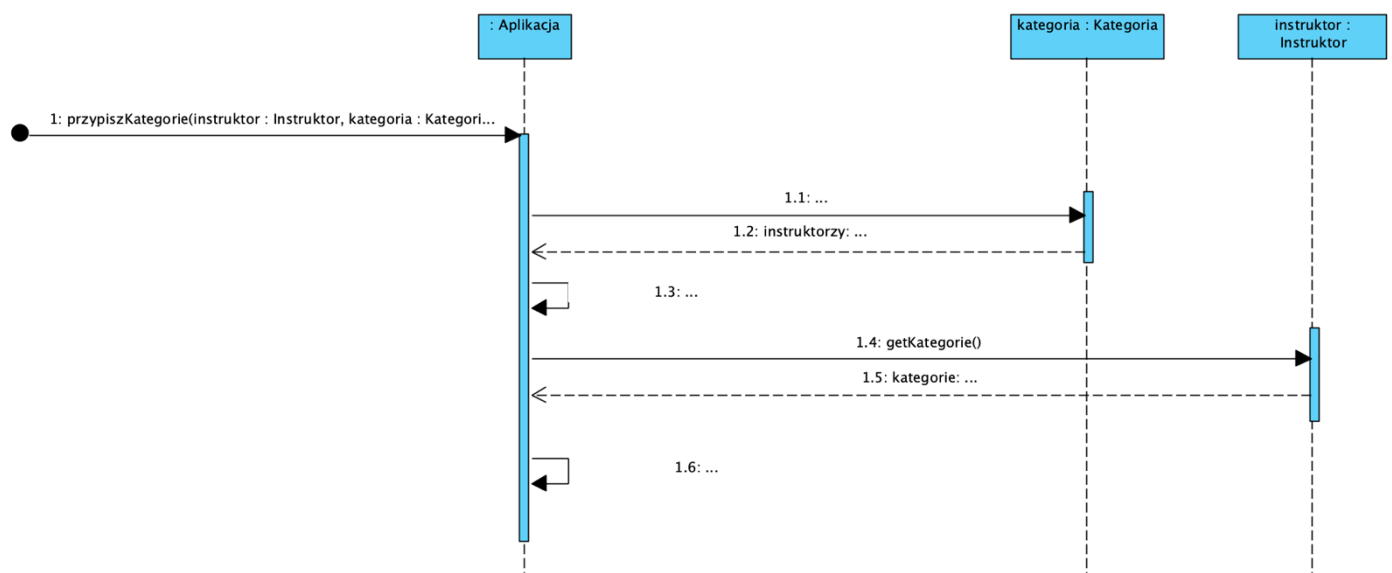 : Aplikacja
kategoria : Kategoria
instruktor :
Instruktor
1: przypiszKategorie(instruktor : Instruktor, kategoria : Kategori...
1.1: ...
1.2: instruktorzy: ...
1.3: ...
1.4: getKategorie()
1.5: kategorie: ...
1.6: ...